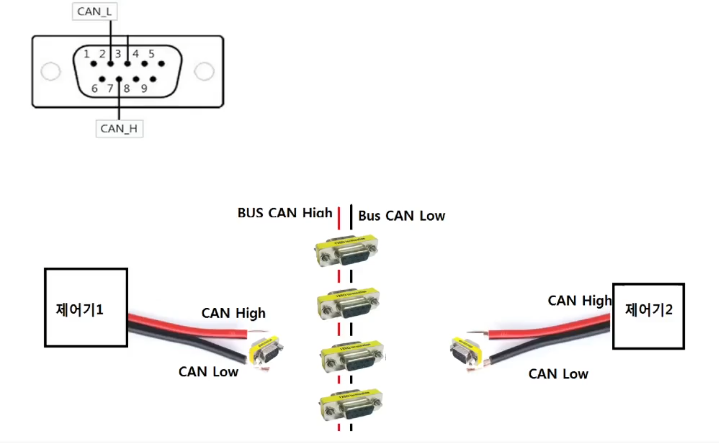 CAN_L
1 2 3 4 5
6 7 8 9
CAN_H
BUS CAN High
Bus CAN Low
제어기1
CAN High
CAN Low
CAN High
제어기2
CAN Low